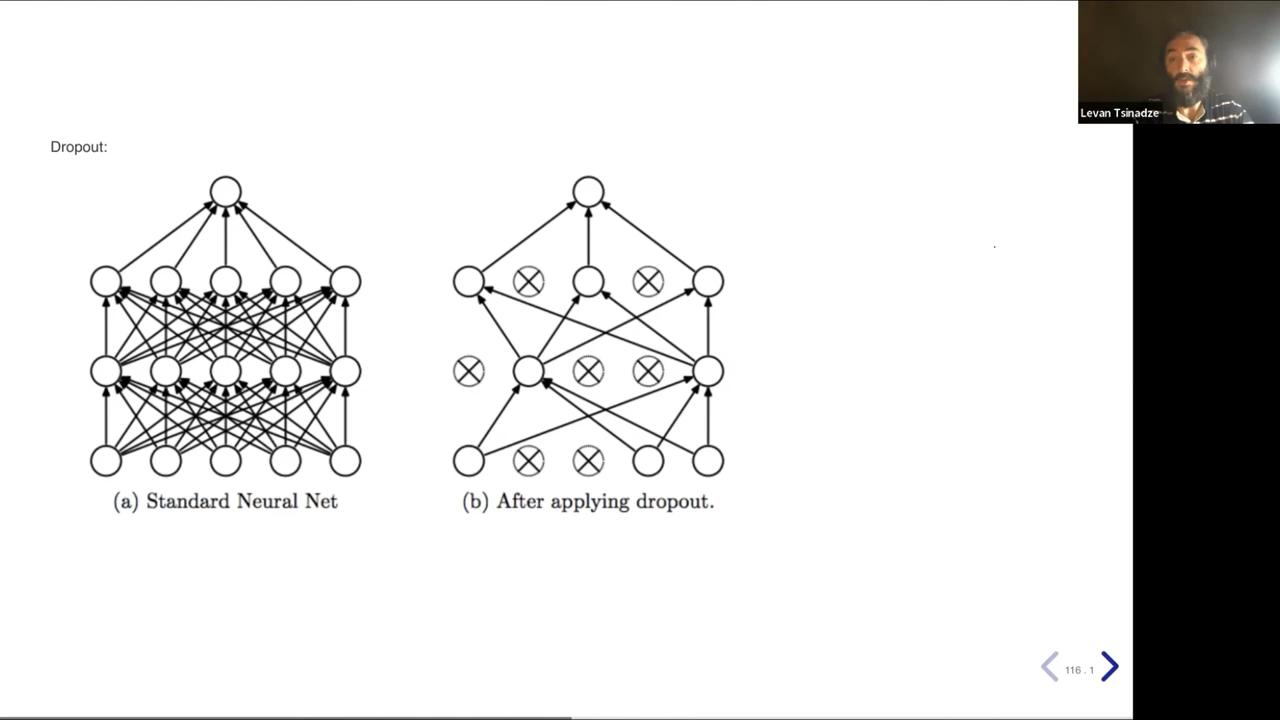 Levan Tsinadze
Dropout:
(a) Standard Neural Net
(b) After applying dropout.
116 . 1